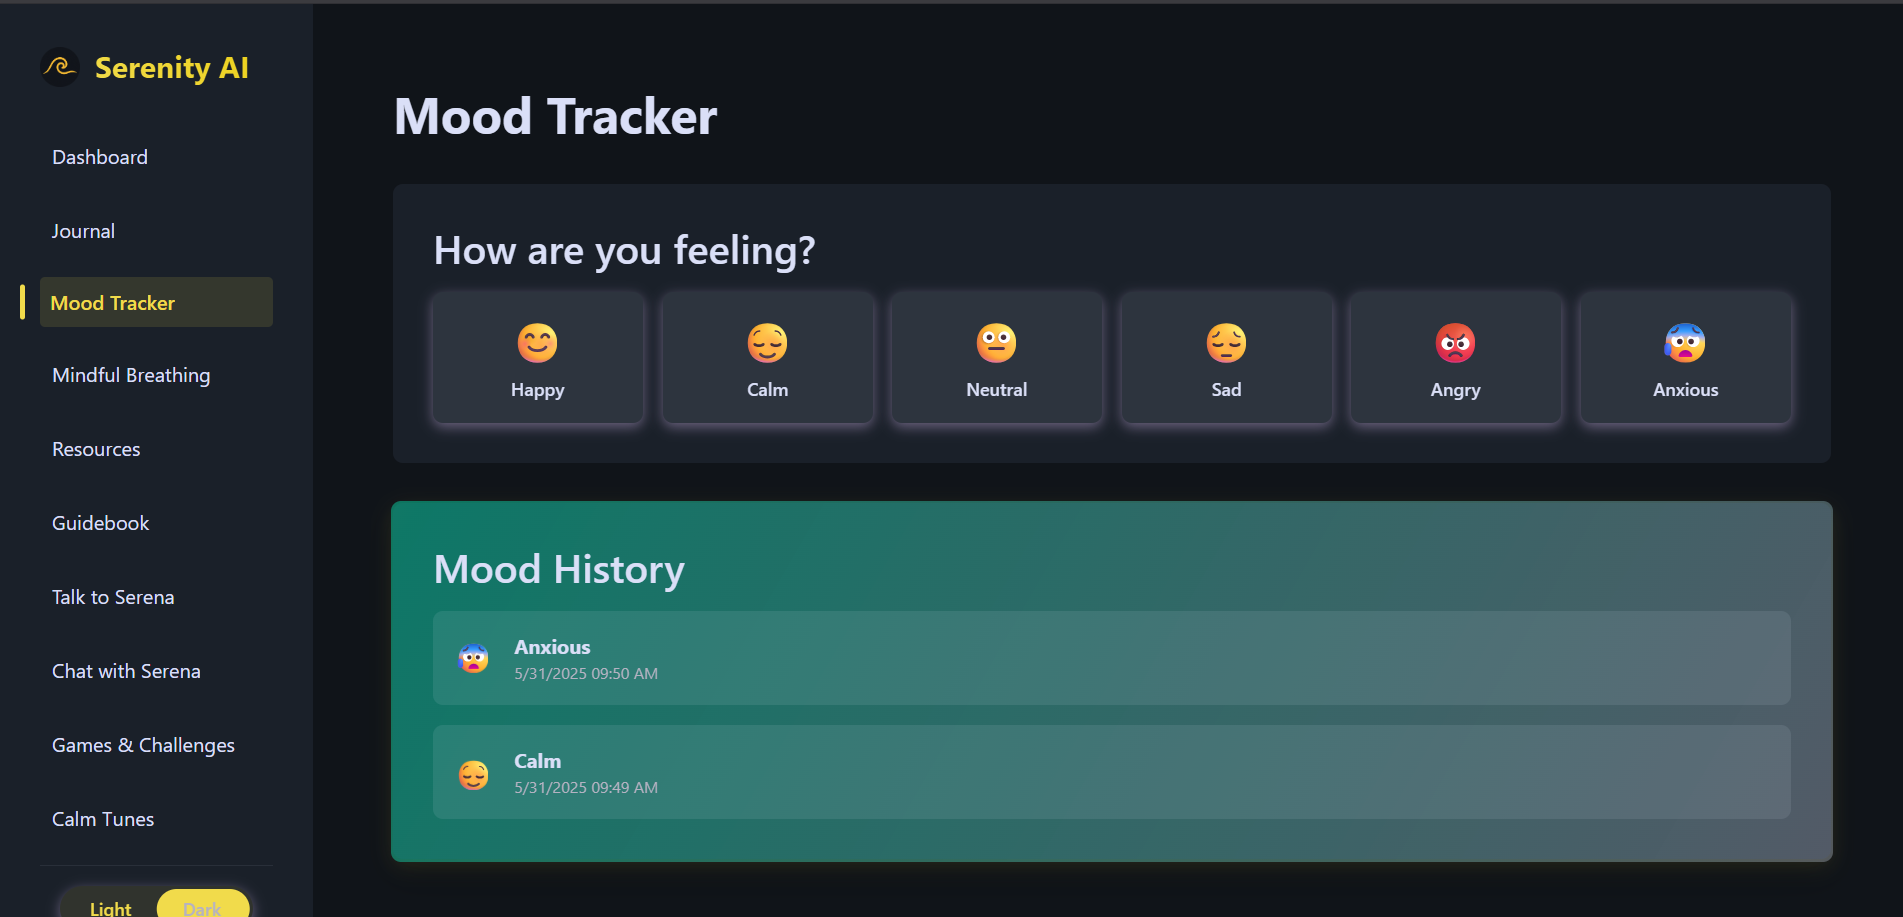 Serenity AI
Dashboard
Journal
Mood Tracker
Mindful Breathing
Resources
Guidebook
Talk to Serena
Chat with Serena
Games & Challenges
Calm Tunes
Light Dark
Mood Tracker
How are you feeling?
Happy Calm Neutral Sad Angry Anxious
Mood History
Anxious
5/31/2025 09:50 AM
Calm
5/31/2025 09:49 AM